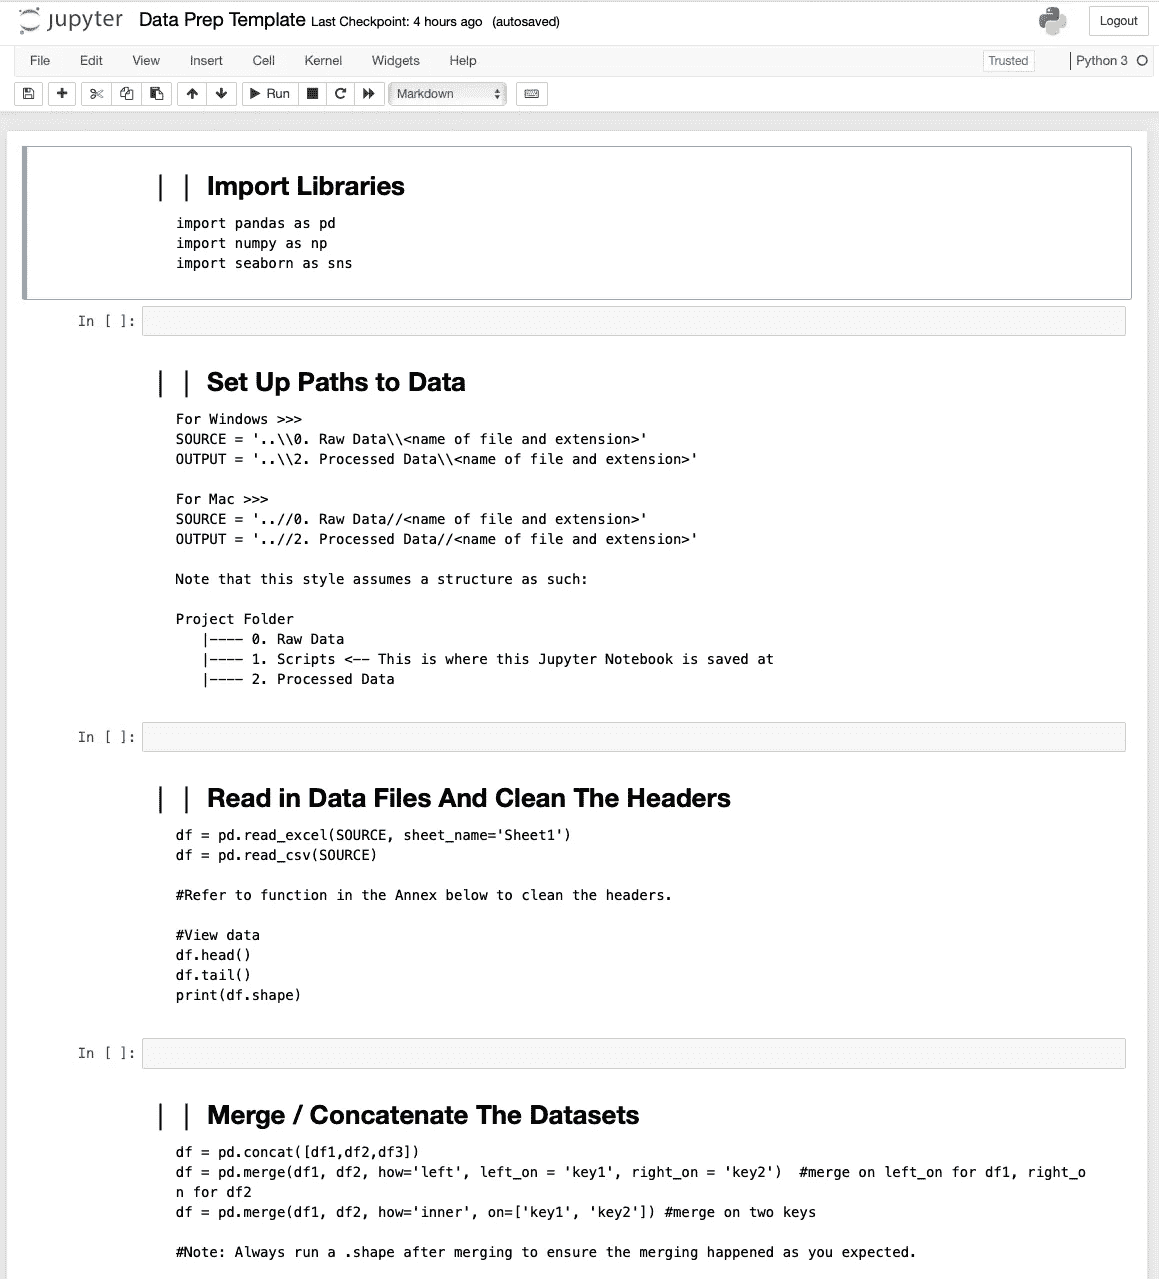 jupyter Data Prep Template Last Checkpoint: 4 hours ago (autosaved) Logout
File Edit View Insert Cell Kernel Widgets Help Trusted Python 3
Run Markdown
| | Import Libraries
import pandas as pd
import numpy as np
import seaborn as sns
In [ ]:
| | Set Up Paths to Data
For Windows >>>
SOURCE = '..\\0. Raw Data\\<name of file and extension>'
OUTPUT = '..\\2. Processed Data\\<name of file and extension>'
For Mac >>>
SOURCE = '..//0. Raw Data//<name of file and extension>'
OUTPUT = '..//2. Processed Data//<name of file and extension>'
Note that this style assumes a structure as such:
Project Folder
|---- 0. Raw Data
|---- 1. Scripts <-- This is where this Jupyter Notebook is saved at
|---- 2. Processed Data
In [ ]:
| | Read in Data Files And Clean The Headers
df = pd.read_excel(SOURCE, sheet_name='Sheet1')
df = pd.read_csv(SOURCE)
#Refer to function in the Annex below to clean the headers.
#View data
df.head()
df.tail()
print(df.shape)
In [ ]:
| | Merge / Concatenate The Datasets
df = pd.concat([df1,df2,df3])
df = pd.merge(df1, df2, how='left', left_on = 'key1', right_on = 'key2')  #merge on left_on for df1, right_o
n for df2
df = pd.merge(df1, df2, how='inner', on=['key1', 'key2']) #merge on two keys
#Note: Always run a .shape after merging to ensure the merging happened as you expected.